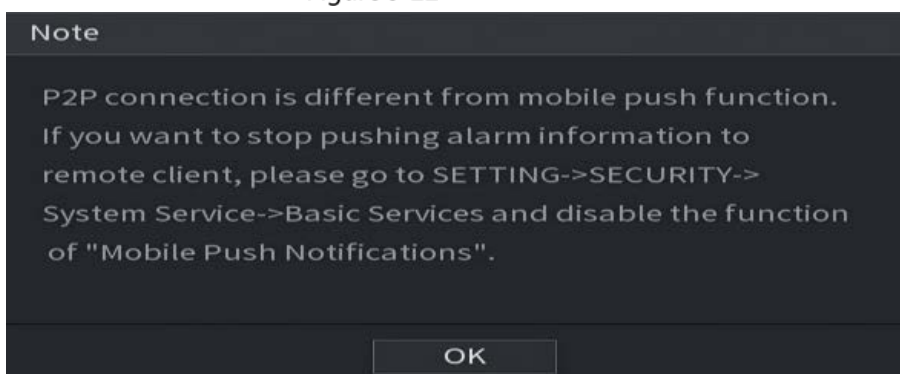 Note
P2P connection is different from mobile push function.
If you want to stop pushing alarm information to
remote client, please go to SETTING->SECURITY->
System Service->Basic Services and disable the function
of "Mobile Push Notifications".
OK